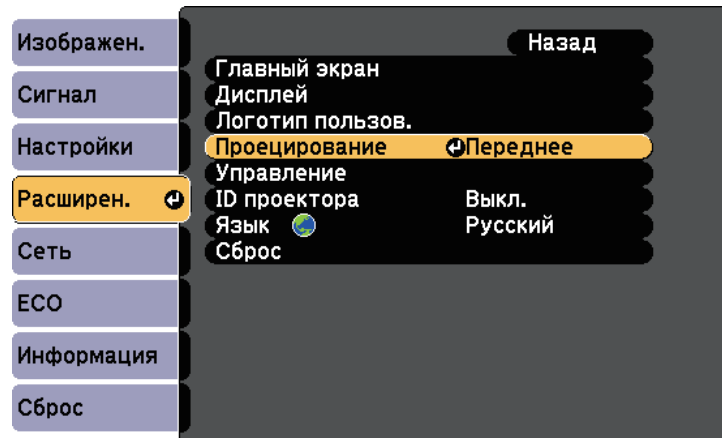 Изображен.
Сигнал
Настройки
Расширен.
Сеть
ECO
Информация
Сброс
Назад
Главный экран
Дисплей
Логотип пользов.
Проецирование Переднее
Управление
ID проектора Выкл.
Язык Русский
Сброс